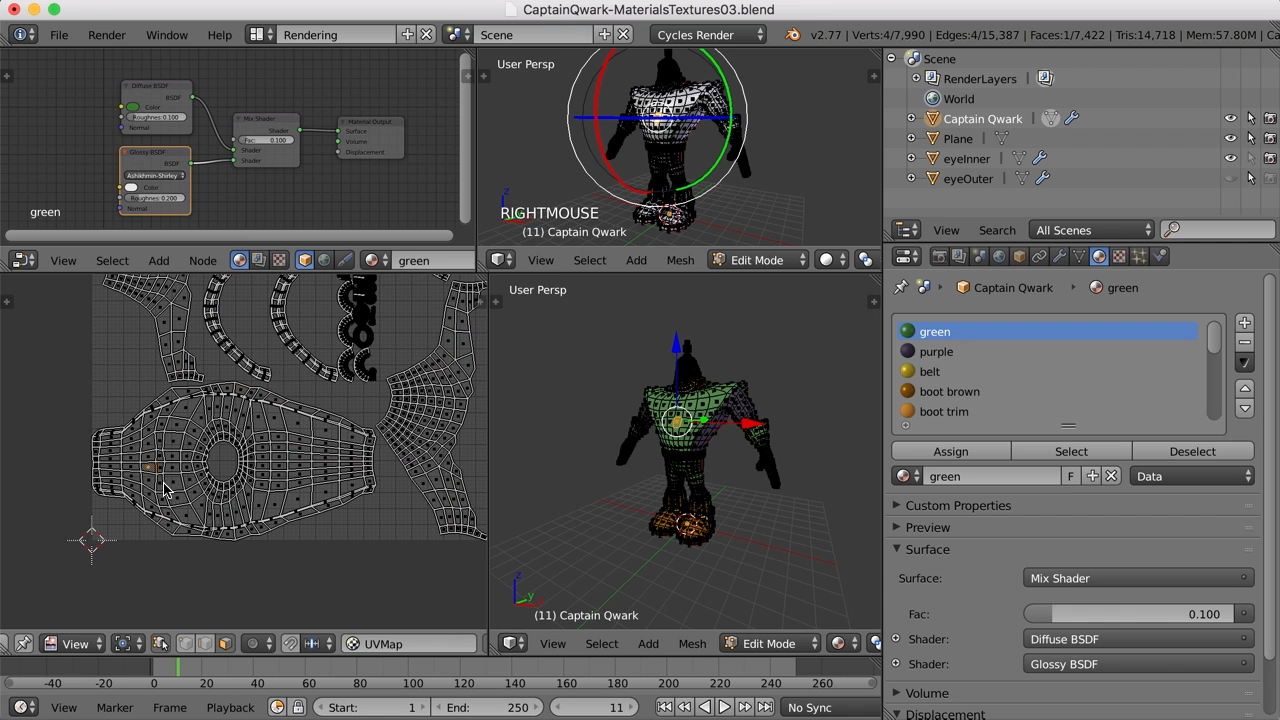 CaptainQwark-MaterialsTextures03.blend
File Render Window Help Rendering Scene Cycles Render v2.77 | Verts:4/7,990 | Edges:4/15,387 | Faces:1/7,422 | Tris:14,718 | Mem:57.80M | Ca
Diffuse BSDF
BSDF
Color
Roughnes:0.100
Normal
Glossy BSDF
BSDF
Ashikhmin-Shirley
Color
Roughness:0.200
Normal
Mix Shader
Shader
Fac: 0.100
Shader
Shader
Material Output
Surface
Volume
Displacement
green
View Select Add Node green
User Persp
z
RIGHTMOUSE
(11) Captain Qwark
View Select Add Mesh Edit Mode
Scene
RenderLayers
World
Captain Qwark
Plane
eyeInner
eyeOuter
View Search All Scenes
View UVMap
User Persp
z
y
(11) Captain Qwark
View Select Add Mesh Edit Mode
Captain Qwark green
green
purple
belt
boot brown
boot trim
Assign Select Deselect
green F Data
Custom Properties
Preview
Surface
Surface: Mix Shader
Fac: 0.100
Shader: Diffuse BSDF
Shader: Glossy BSDF
Volume
Displacement
-40 -20 0 20 40 60 80 100 120 140 160 180 200 220 240 260
View Marker Frame Playback Start: 1 End: 250 11 No Sync